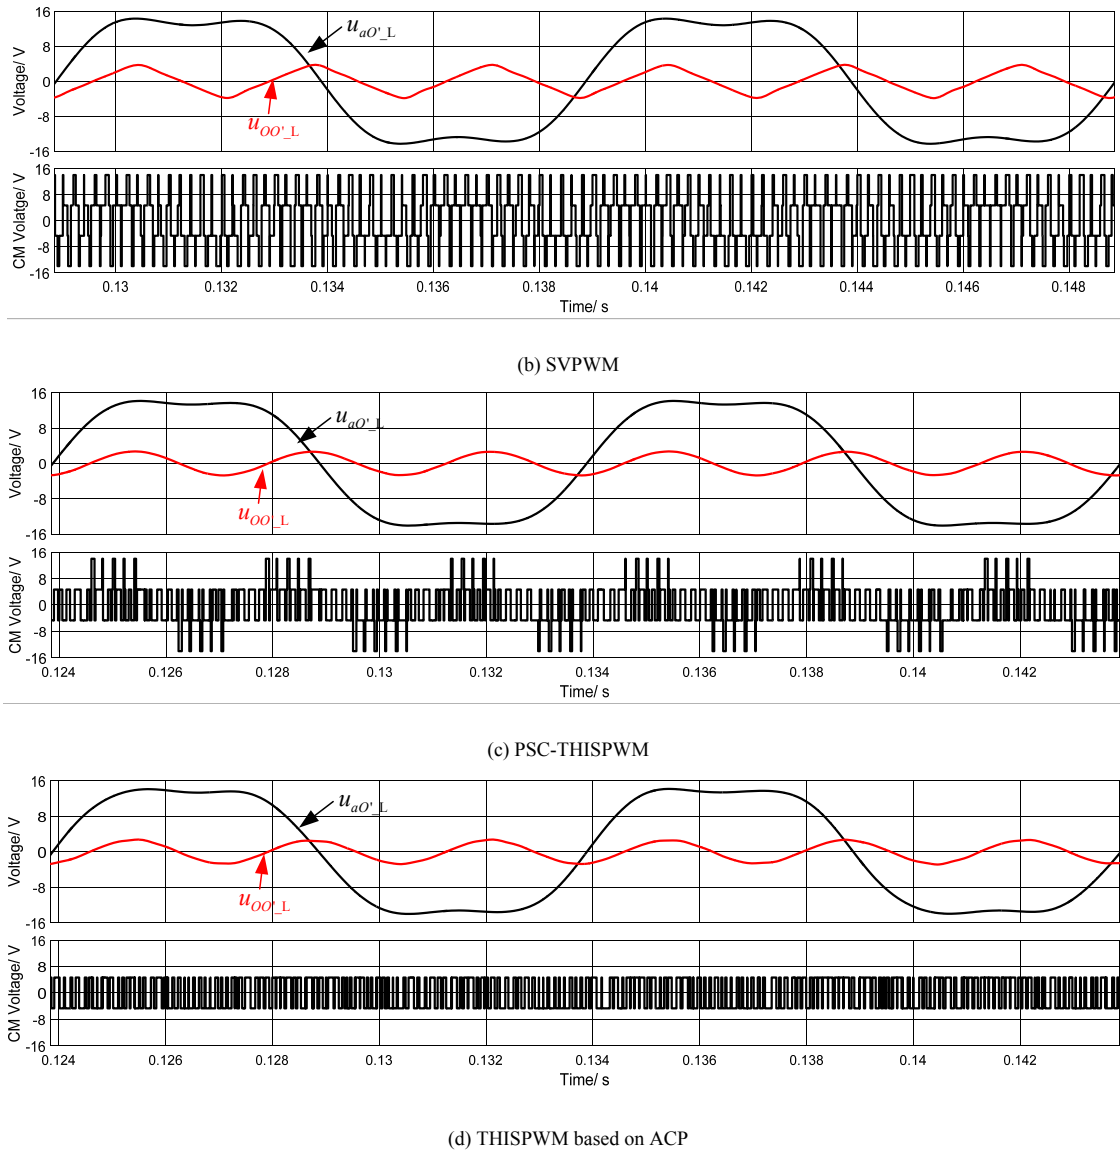 16
8
0
-8
-16
Voltage/ V
u_aO'_L
u_OO'_L
16
8
0
-8
-16
CM Volatge/ V
0.13 0.132 0.134 0.136 0.138 0.14 0.142 0.144 0.146 0.148
Time/ s
(b) SVPWM
16
8
0
-8
-16
Voltage/ V
u_aO'_L
u_OO'_L
16
8
0
-8
-16
CM Voltage/ V
0.124 0.126 0.128 0.13 0.132 0.134 0.136 0.138 0.14 0.142
Time/ s
(c) PSC-THISPWM
16
8
0
-8
-16
Voltage/ V
u_aO'_L
u_OO'_L
16
8
0
-8
-16
CM Voltage/ V
0.124 0.126 0.128 0.13 0.132 0.134 0.136 0.138 0.14 0.142
Time/ s
(d) THISPWM based on ACP